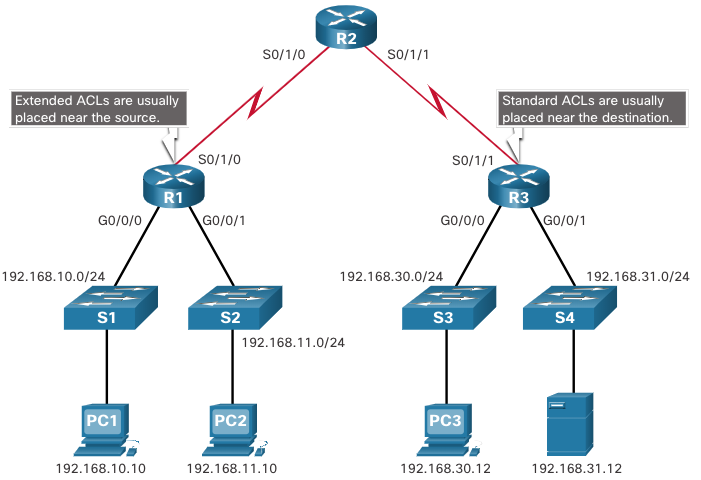 R2
S0/1/0
S0/1/1
Extended ACLs are usually
placed near the source.
Standard ACLs are usually
placed near the destination.
S0/1/0
S0/1/1
R1
R3
G0/0/0
G0/0/1
G0/0/0
G0/0/1
192.168.10.0/24
192.168.30.0/24
192.168.31.0/24
S1
S2
S3
S4
192.168.11.0/24
PC1
PC2
PC3
192.168.10.10
192.168.11.10
192.168.30.12
192.168.31.12